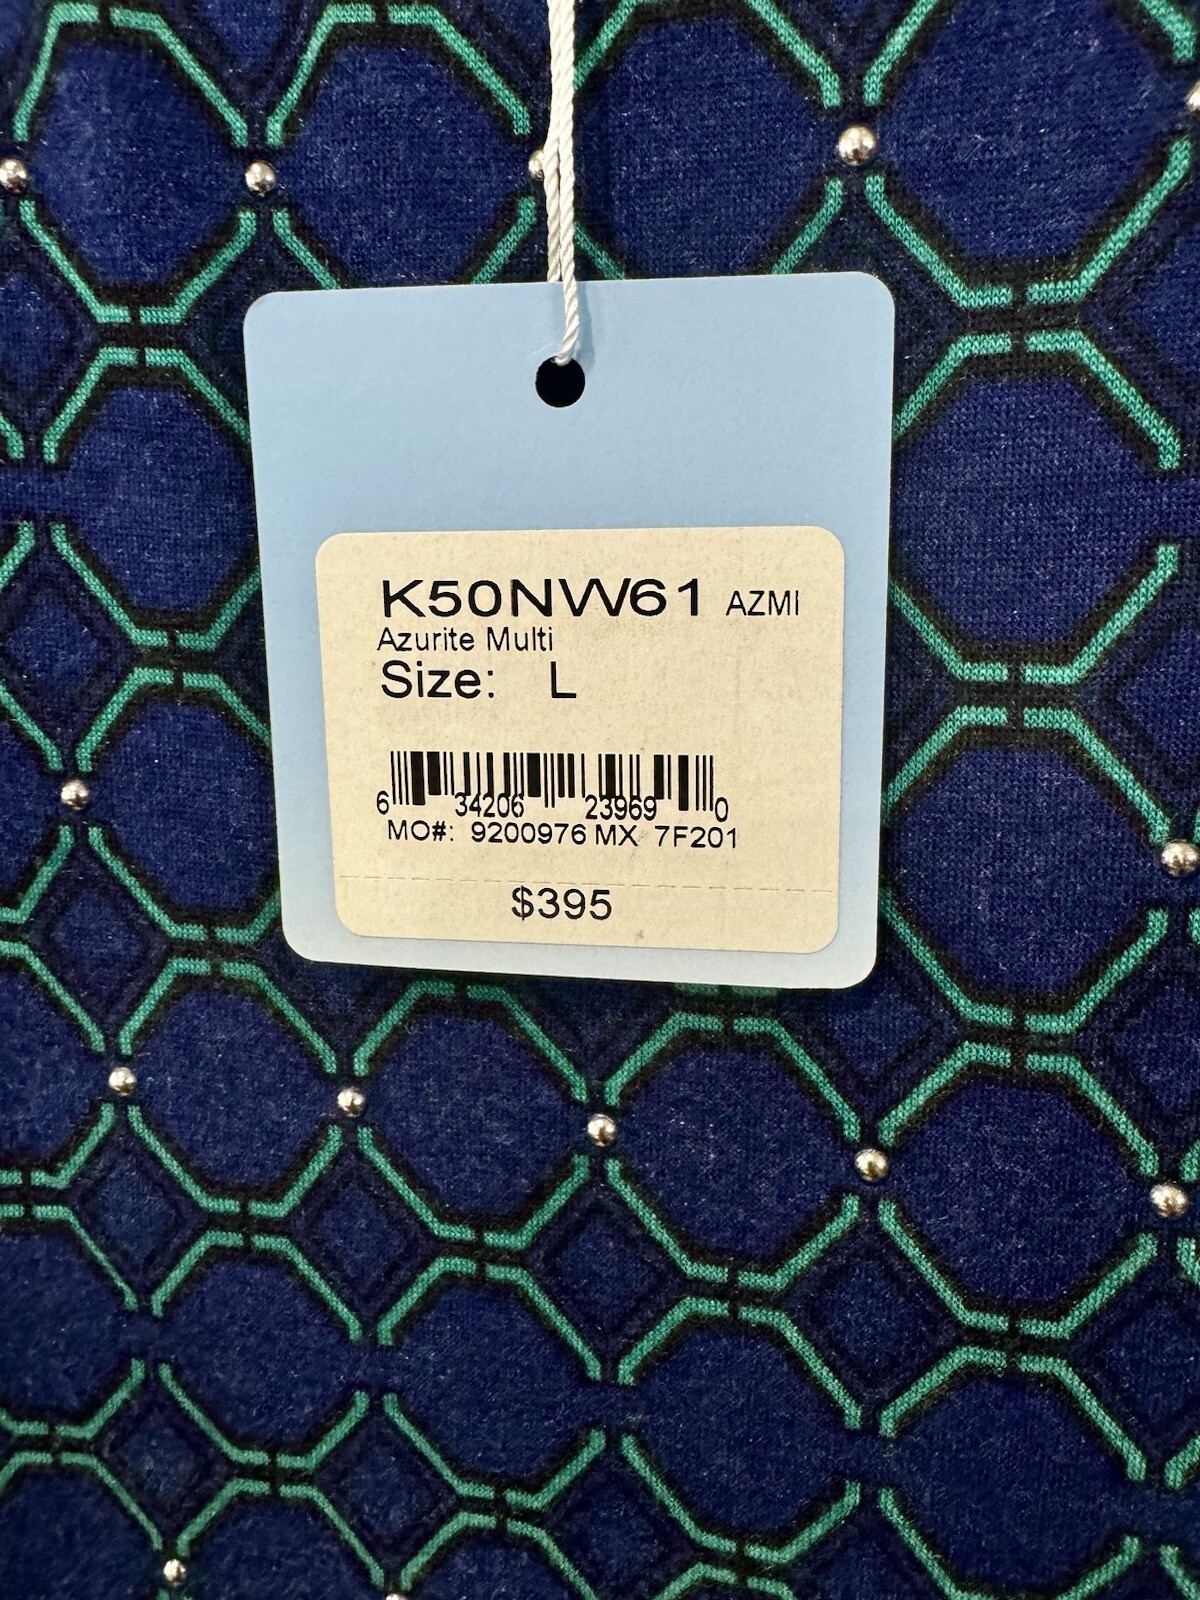 K50NW61 AZMI
Azurite Multi
Size: L
6 34206 23969 0
MO#: 9200976 MX 7F201
$395